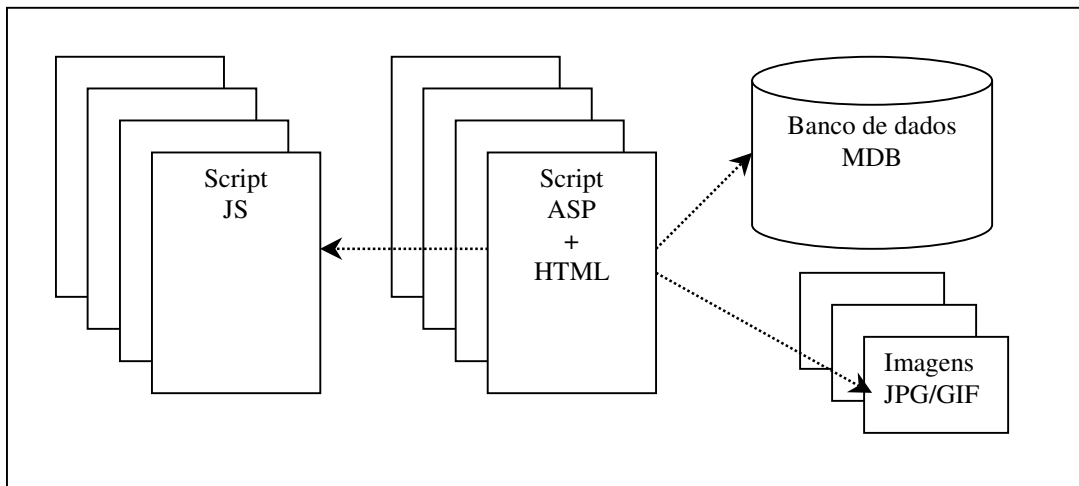 Script
JS
Script
ASP
+
HTML
Banco de dados
MDB
Imagens
JPG/GIF